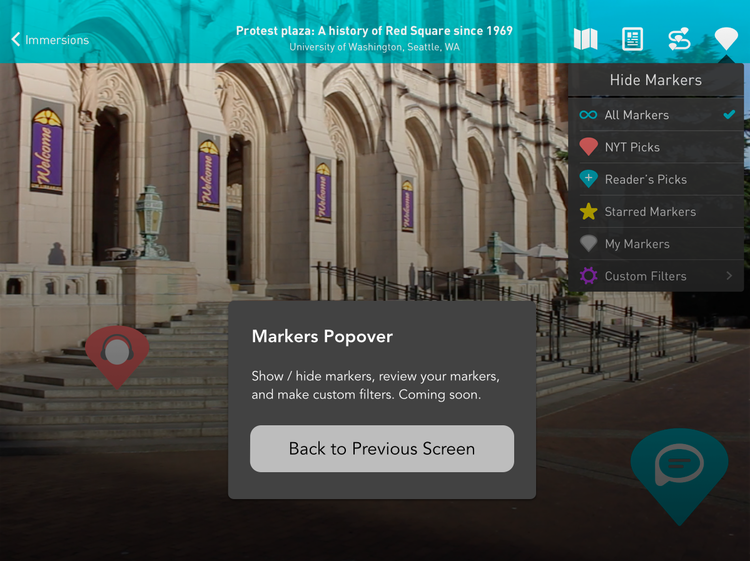 Immersions
Protest plaza: A history of Red Square since 1969
University of Washington, Seattle, WA
Hide Markers
All Markers
NYT Picks
Reader's Picks
Starred Markers
My Markers
Custom Filters
Welcome
Welcome
Welcome
Welcome
Markers Popover
Show / hide markers, review your markers,
and make custom filters. Coming soon.
Back to Previous Screen